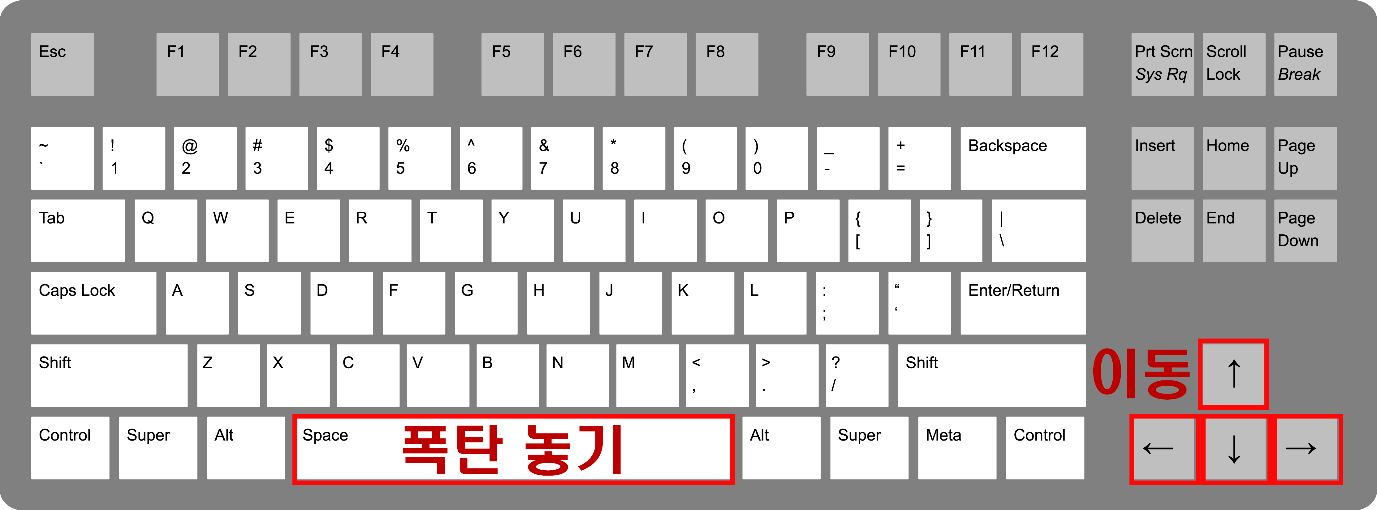 Esc F1 F2 F3 F4 F5 F6 F7 F8 F9 F10 F11 F12 Prt Scrn Scroll Pause
Sys Rq Lock Break
~ ! @ # $ % ^ & * ( ) _ + Backspace Insert Home Page
` 1 2 3 4 5 6 7 8 9 0 - = Up
Tab Q W E R T Y U I O P { } | Delete End Page
[ ] \ Down
Caps Lock A S D F G H J K L : “ Enter/Return
; ‘
Shift Z X C V B N M < > ? Shift 이동 ↑
, . /
Control Super Alt Space 폭탄 놓기 Alt Super Meta Control ← ↓ →